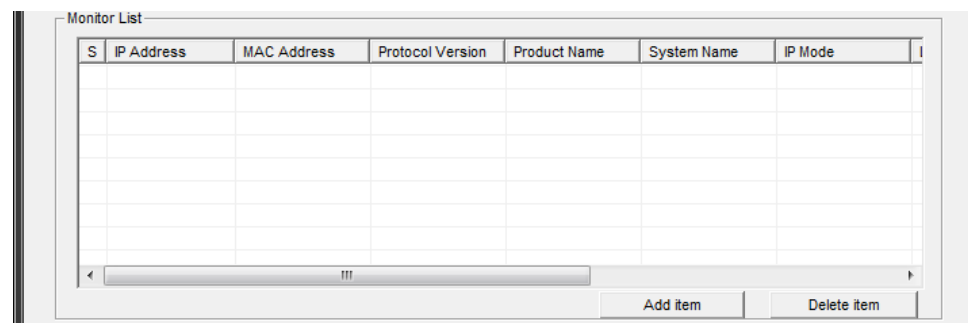 Monitor List
S IP Address MAC Address Protocol Version Product Name System Name IP Mode
Add item Delete item